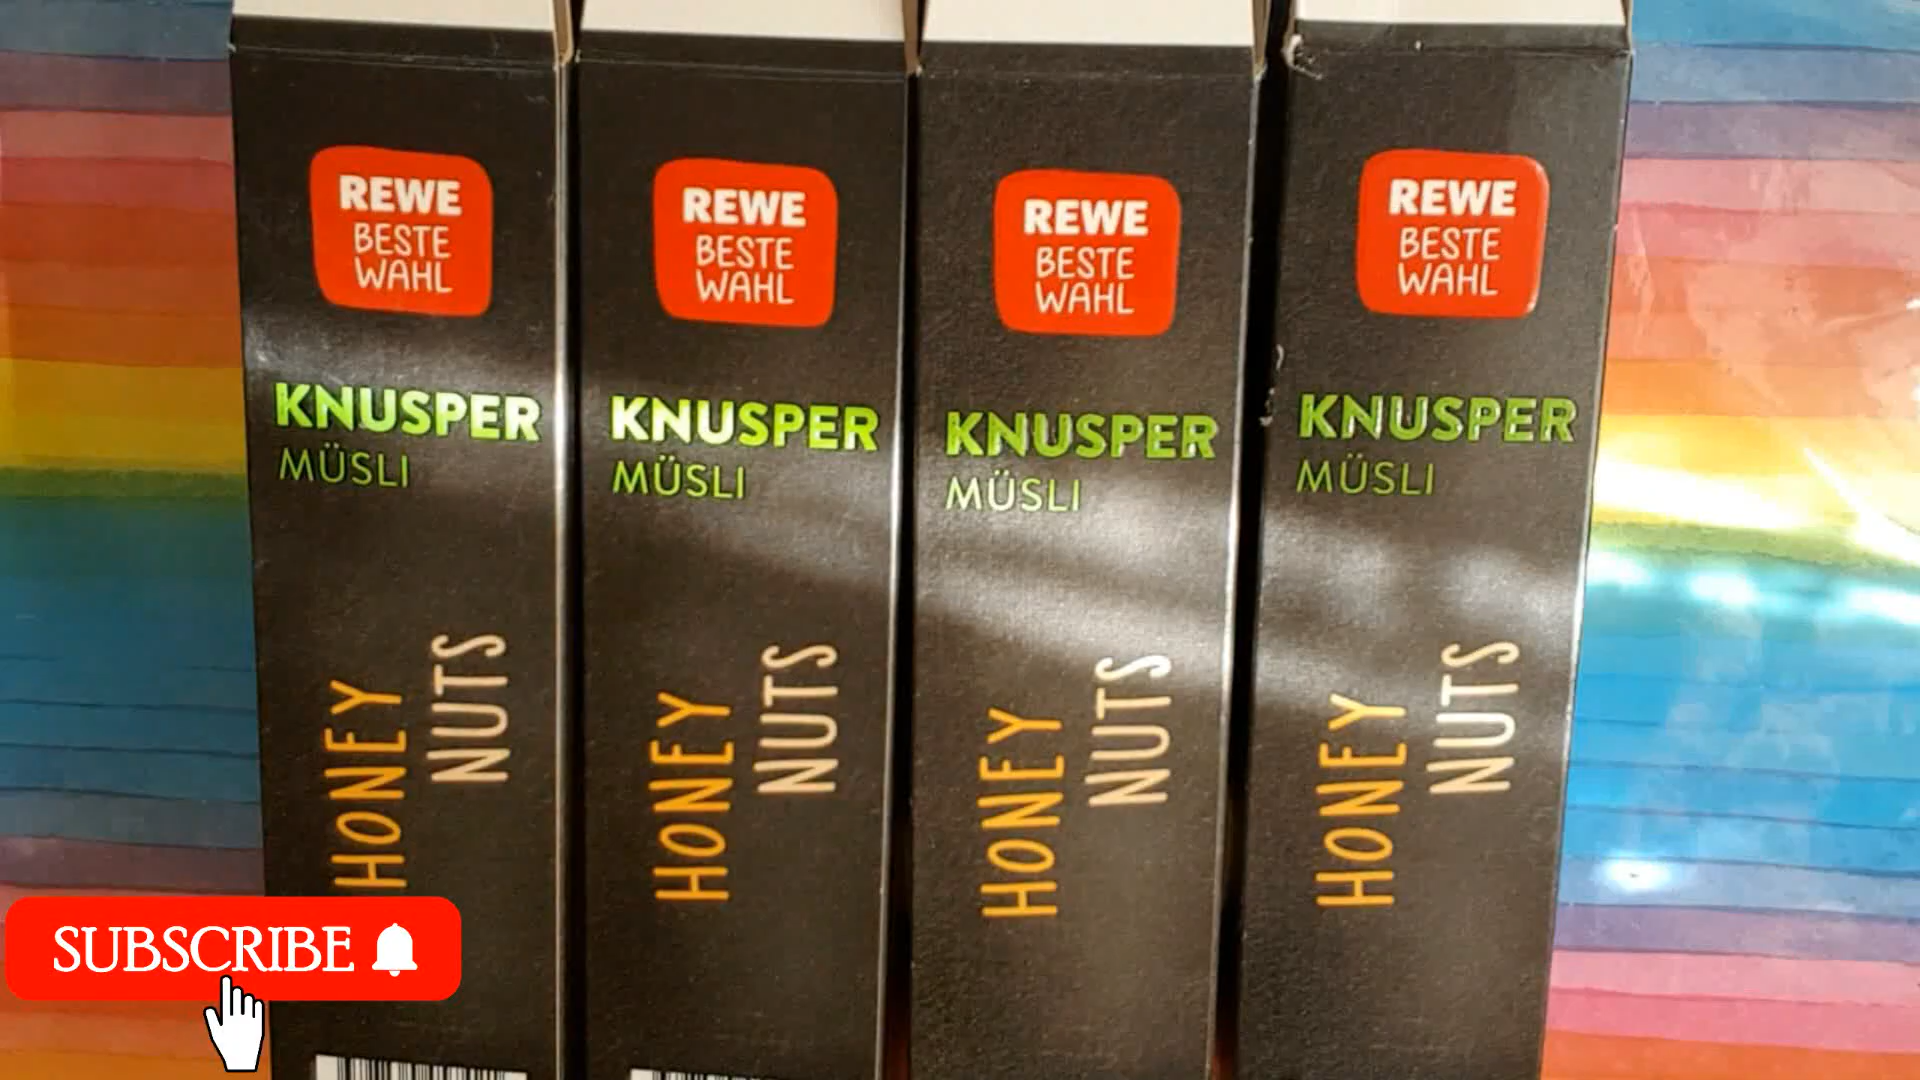 REWE
BESTE
WAHL
KNUSPER
MÜSLI
HONEY
NUTS
REWE
BESTE
WAHL
KNUSPER
MÜSLI
HONEY
NUTS
REWE
BESTE
WAHL
KNUSPER
MÜSLI
HONEY
NUTS
REWE
BESTE
WAHL
KNUSPER
MÜSLI
HONEY
NUTS
SUBSCRIBE